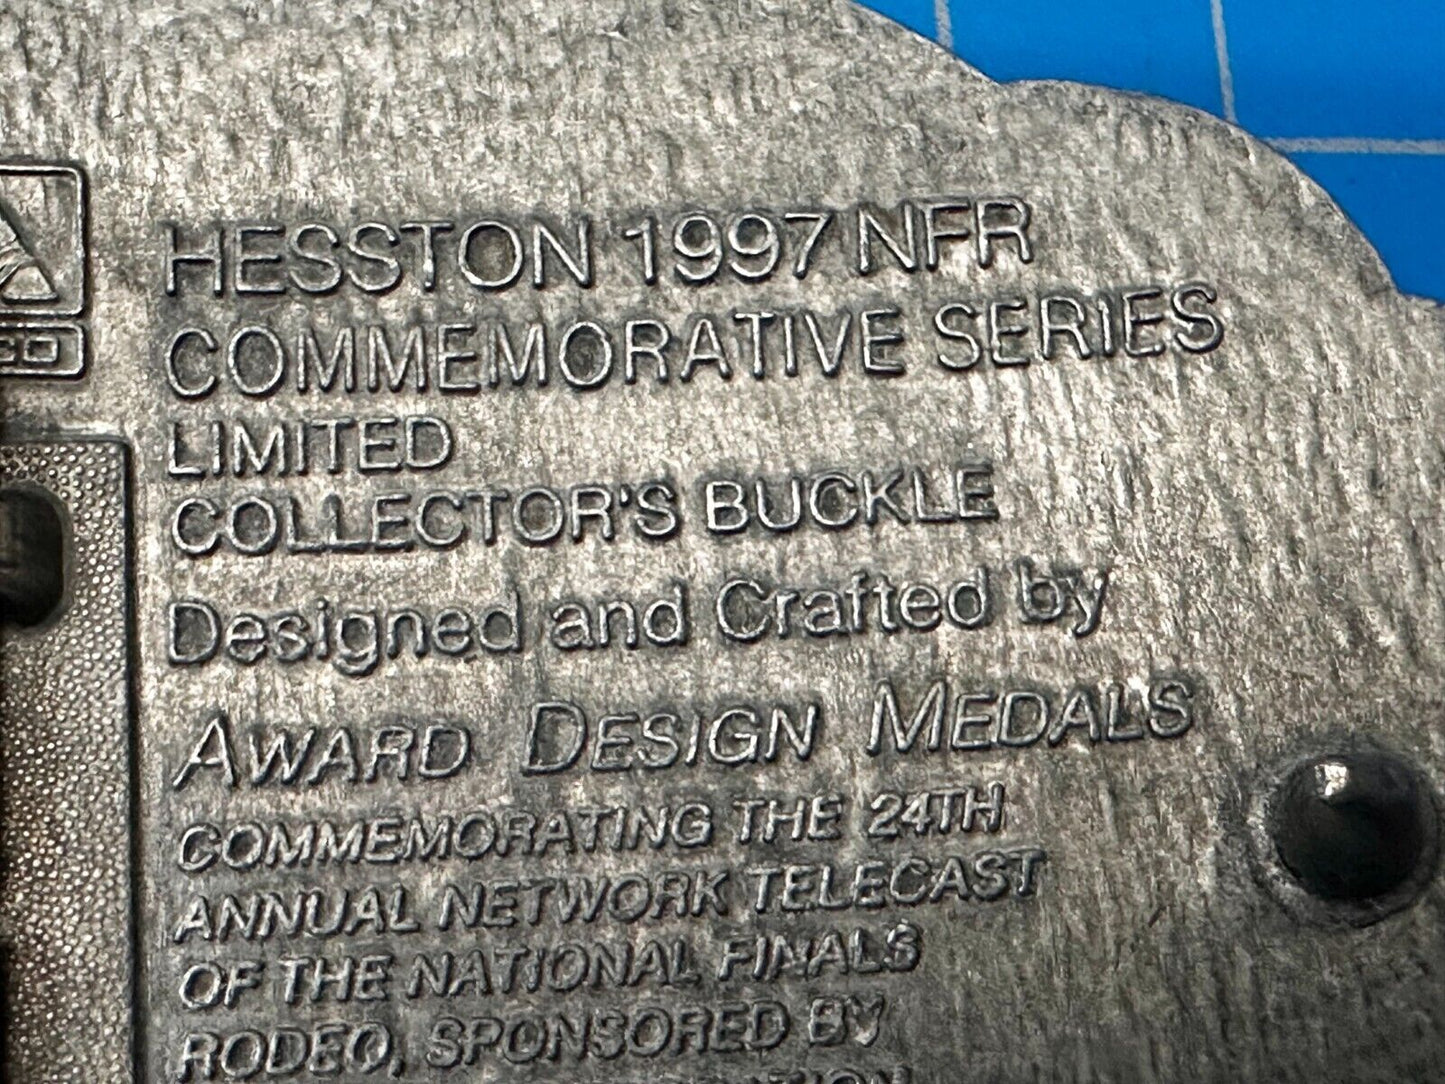 HESSTON 1997 NFR
COMMEMORATIVE SERIES
LIMITED
COLLECTOR'S BUCKLE
Designed and Crafted by
AWARD DESIGN MEDALS
COMMEMORATING THE 24TH
ANNUAL NETWORK TELECAST
OF THE NATIONAL FINALS
RODEO, SPONSORED BY